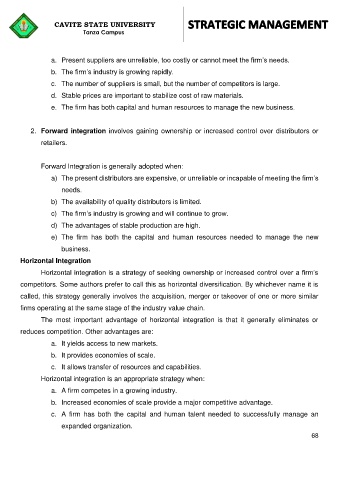 CAVITE STATE UNIVERSITY
Tanza Campus
STRATEGIC MANAGEMENT
a. Present suppliers are unreliable, too costly or cannot meet the firm's needs.
b. The firm's industry is growing rapidly.
c. The number of suppliers is small, but the number of competitors is large.
d. Stable prices are important to stabilize cost of raw materials.
e. The firm has both capital and human resources to manage the new business.
2. Forward integration involves gaining ownership or increased control over distributors or
retailers.
Forward Integration is generally adopted when:
a) The present distributors are expensive, or unreliable or incapable of meeting the firm's
needs.
b) The availability of quality distributors is limited.
c) The firm's industry is growing and will continue to grow.
d) The advantages of stable production are high.
e) The firm has both the capital and human resources needed to manage the new
business.
Horizontal Integration
Horizontal integration is a strategy of seeking ownership or increased control over a firm's
competitors. Some authors prefer to call this as horizontal diversification. By whichever name it is
called, this strategy generally involves the acquisition, merger or takeover of one or more similar
firms operating at the same stage of the industry value chain.
The most important advantage of horizontal integration is that it generally eliminates or
reduces competition. Other advantages are:
a. It yields access to new markets.
b. It provides economies of scale.
c. It allows transfer of resources and capabilities.
Horizontal integration is an appropriate strategy when:
a. A firm competes in a growing industry.
b. Increased economies of scale provide a major competitive advantage.
c. A firm has both the capital and human talent needed to successfully manage an
expanded organization.
68